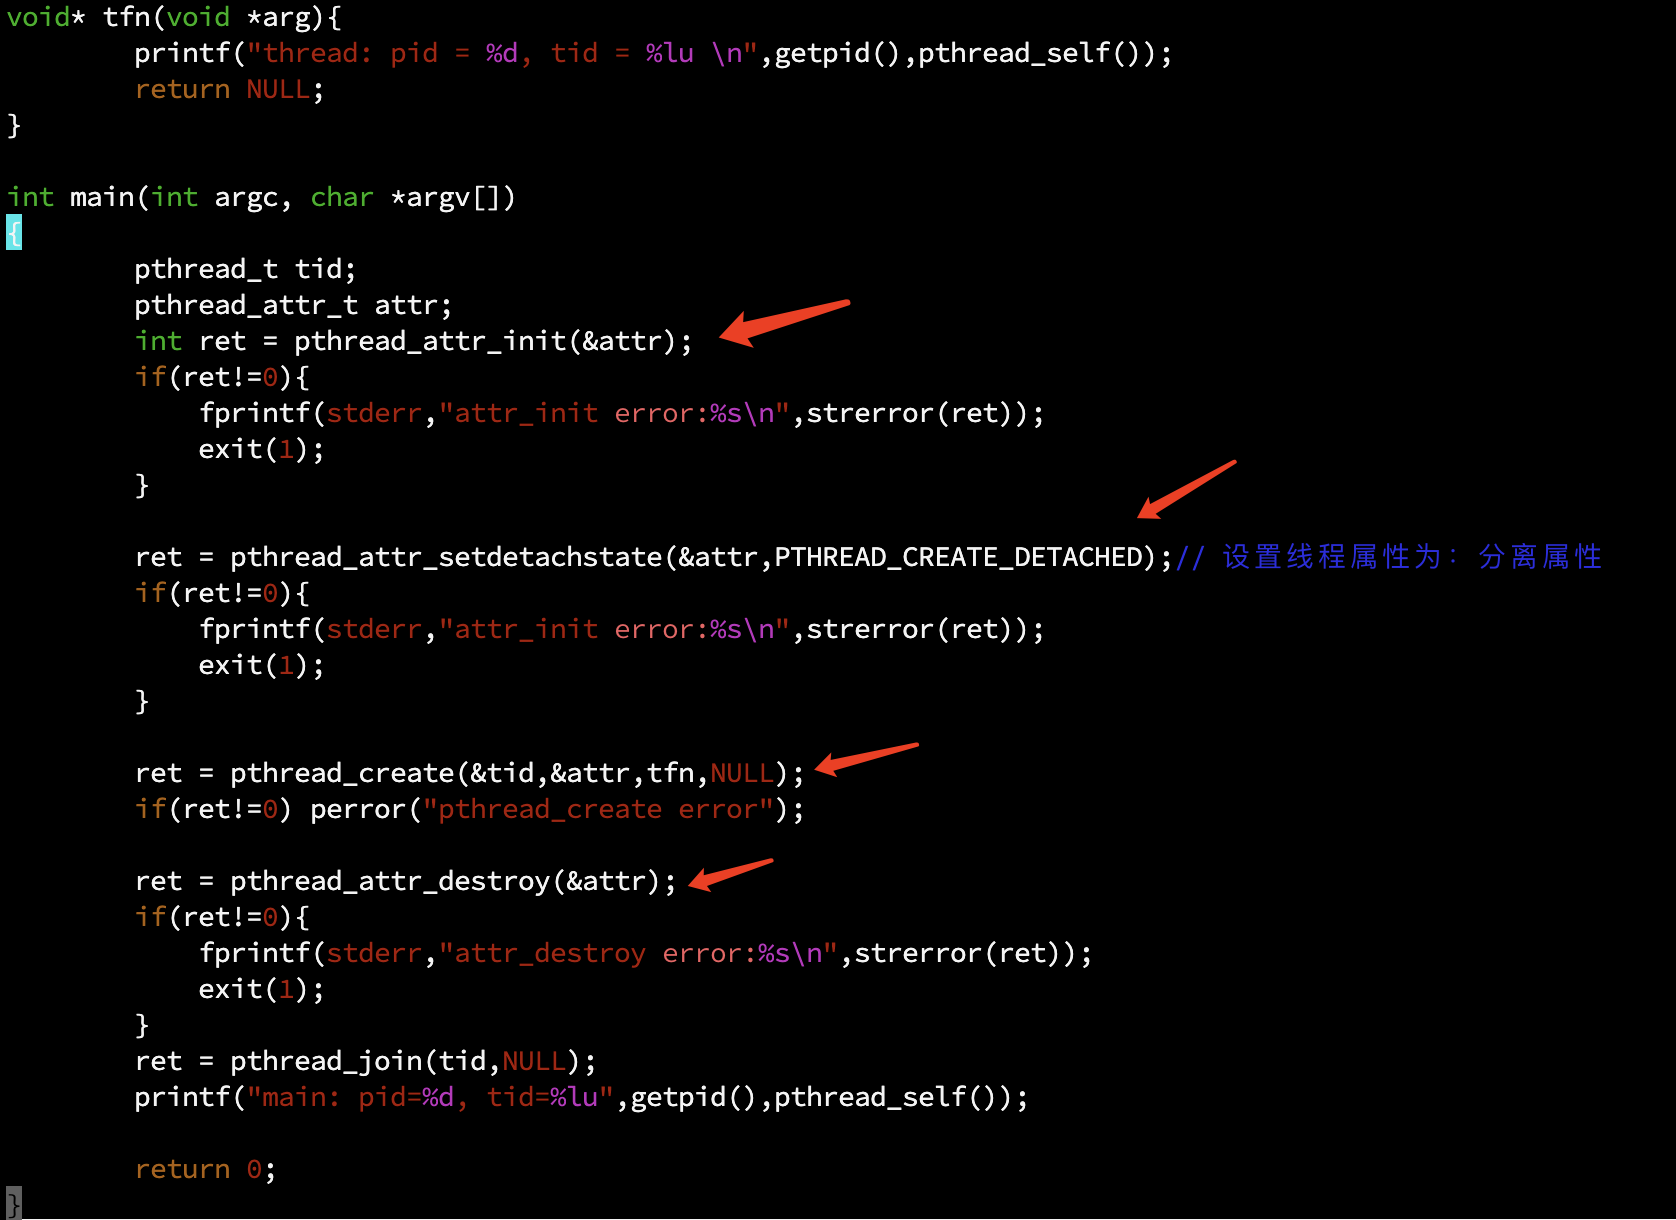 void* tfn(void *arg){
        printf("thread: pid = %d, tid = %lu \n",getpid(),pthread_self());
        return NULL;
}

int main(int argc, char *argv[])
{
        pthread_t tid;
        pthread_attr_t attr;
        int ret = pthread_attr_init(&attr);
        if(ret!=0){
            fprintf(stderr,"attr_init error:%s\n",strerror(ret));
            exit(1);
        }

        ret = pthread_attr_setdetachstate(&attr,PTHREAD_CREATE_DETACHED);// 设置线程属性为: 分离属性
        if(ret!=0){
            fprintf(stderr,"attr_init error:%s\n",strerror(ret));
            exit(1);
        }

        ret = pthread_create(&tid,&attr,tfn,NULL);
        if(ret!=0) perror("pthread_create error");

        ret = pthread_attr_destroy(&attr);
        if(ret!=0){
            fprintf(stderr,"attr_destroy error:%s\n",strerror(ret));
            exit(1);
        }
        ret = pthread_join(tid,NULL);
        printf("main: pid=%d, tid=%lu",getpid(),pthread_self());

        return 0;
}